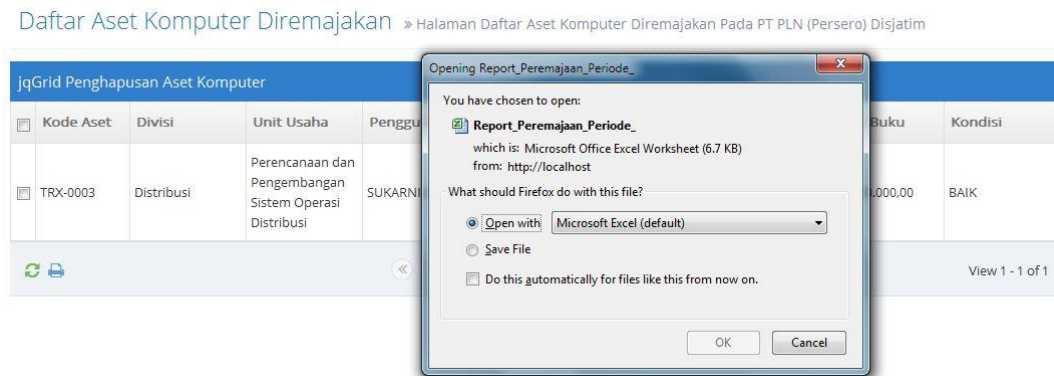 Daftar Aset Komputer Diremajakan » Halaman Daftar Aset Komputer Diremajakan Pada PT PLN (Persero) Disjatim
jqGrid Penghapusan Aset Komputer
Kode Aset Divisi Unit Usaha Penggu Buku Kondisi
TRX-0003 Distribusi Perencanaan dan
Pengembangan
Sistem Operasi
Distribusi
SUKARNI .000,00 BAIK
View 1 - 1 of 1
Opening Report_Peremajaan_Periode_
You have chosen to open:
Report_Peremajaan_Periode_
which is: Microsoft Office Excel Worksheet (6.7 KB)
from: http://localhost
What should Firefox do with this file?
Open with Microsoft Excel (default)
Save File
Do this automatically for files like this from now on.
OK Cancel